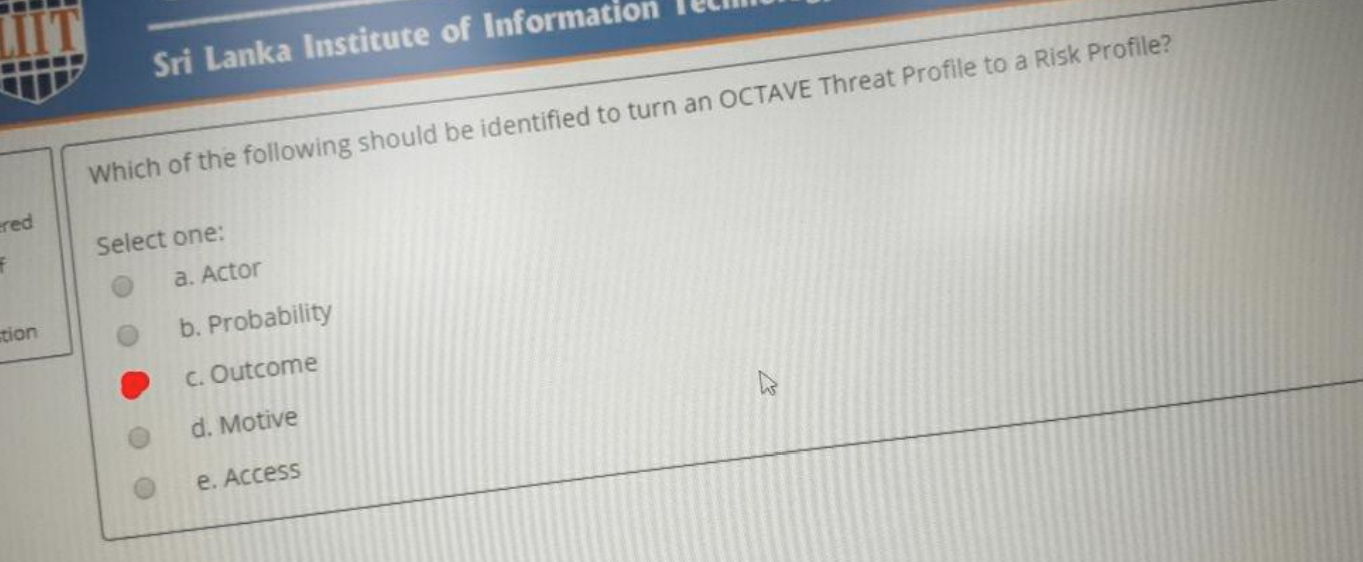 LIIT
Sri Lanka Institute of Information
Which of the following should be identified to turn an OCTAVE Threat Profile to a Risk Profile?
Select one:
a. Actor
b. Probability
c. Outcome
d. Motive
e. Access
ered
f
tion